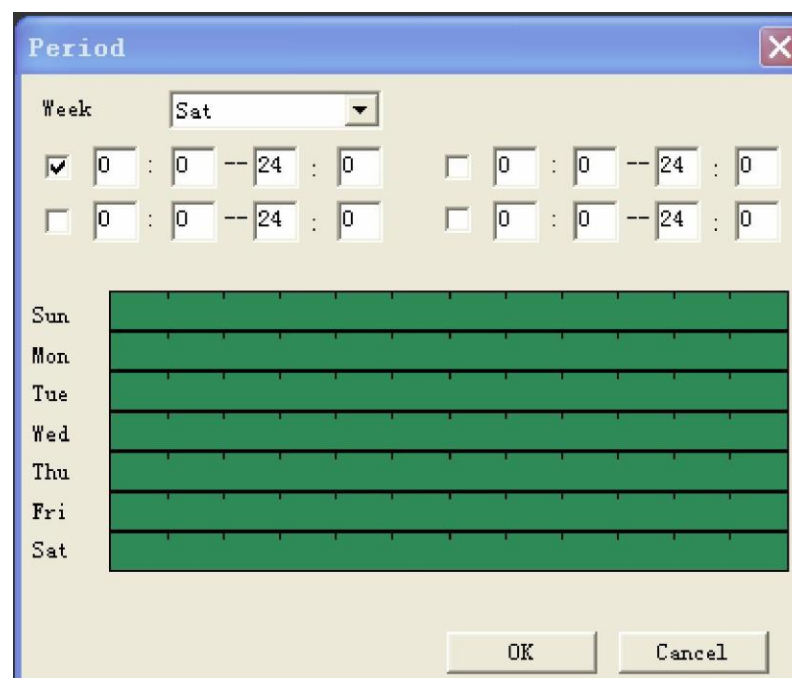 Period
Week Sat
0 : 0 -- 24 : 0 0 : 0 -- 24 : 0
0 : 0 -- 24 : 0 0 : 0 -- 24 : 0
Sun
Mon
Tue
Wed
Thu
Fri
Sat
OK Cancel